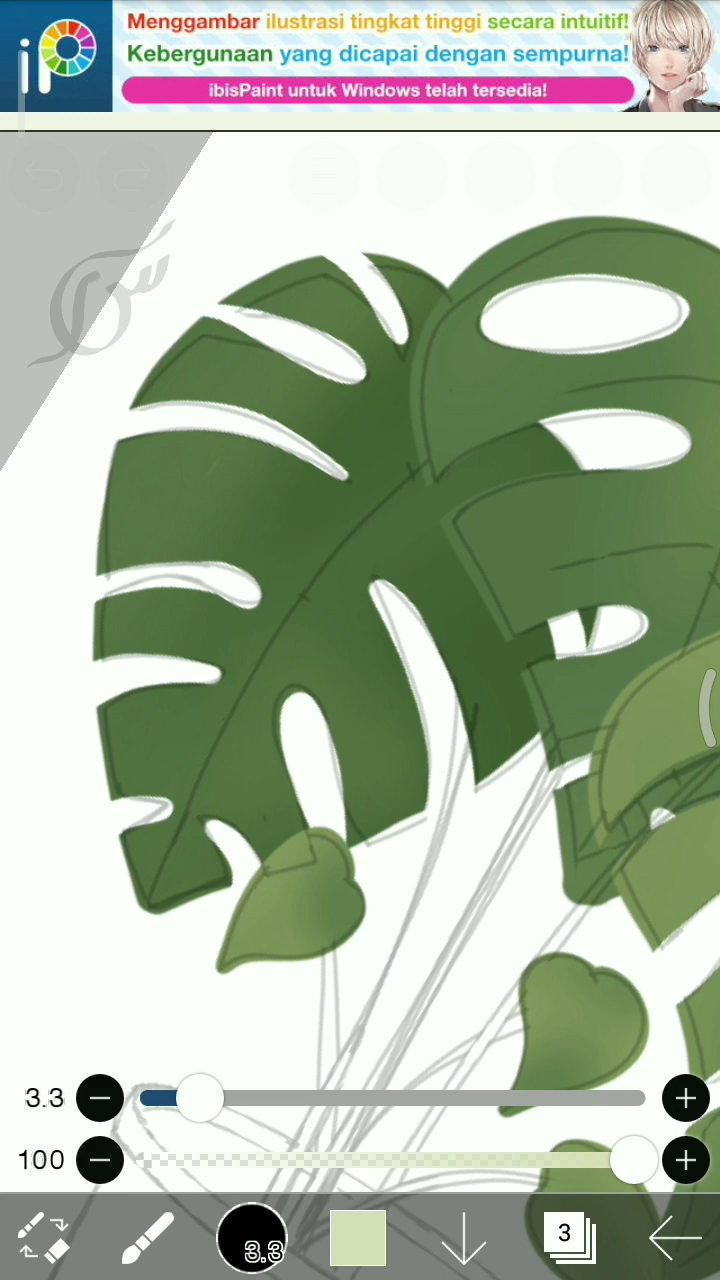 iP
Menggambar ilustrasi tingkat tinggi secara intuitif!
Kebergunaan yang dicapai dengan sempurna!
ibisPaint untuk Windows telah tersedia!
3.3
100
3.3
3